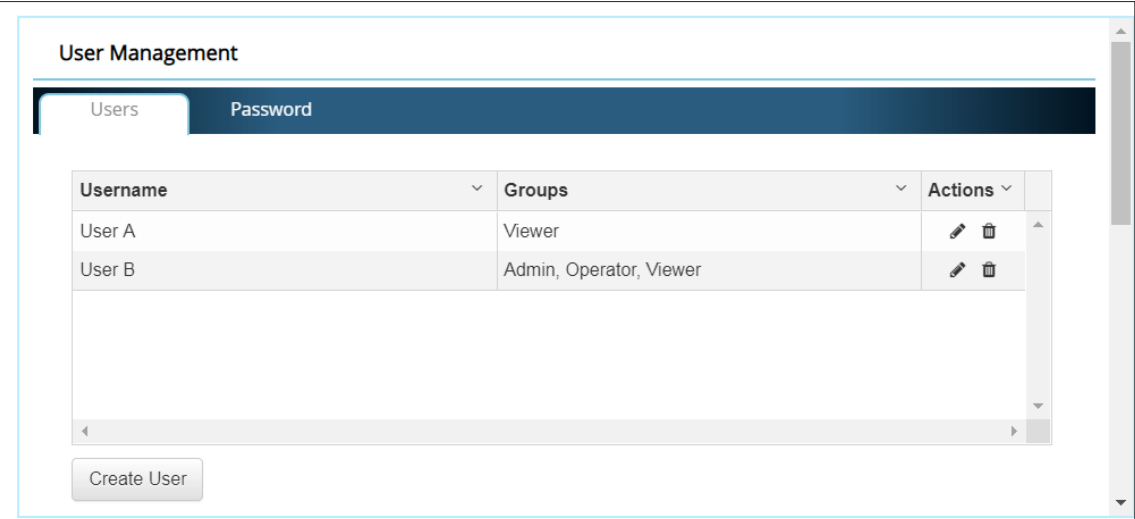 User Management
Users Password
Username Groups Actions
User A Viewer
User B Admin, Operator, Viewer
Create User